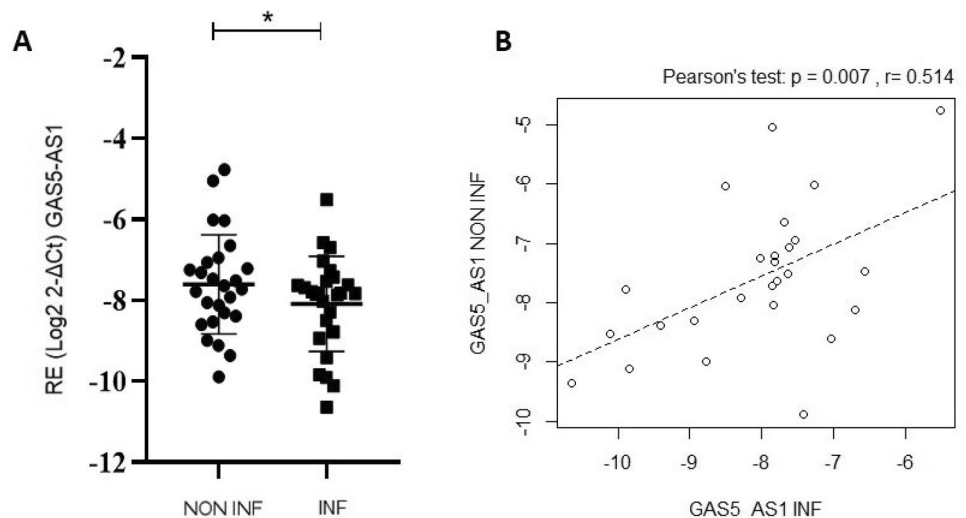 A
*
RE (Log2 2-ΔCt) GAS5-AS1
-2
-4
-6
-8
-10
-12
NON INF
INF
B
Pearson's test: p = 0.007 , r= 0.514
GAS5_AS1 NON INF
-5
-6
-7
-8
-9
-10
-10
-9
-8
-7
-6
GAS5_AS1 INF